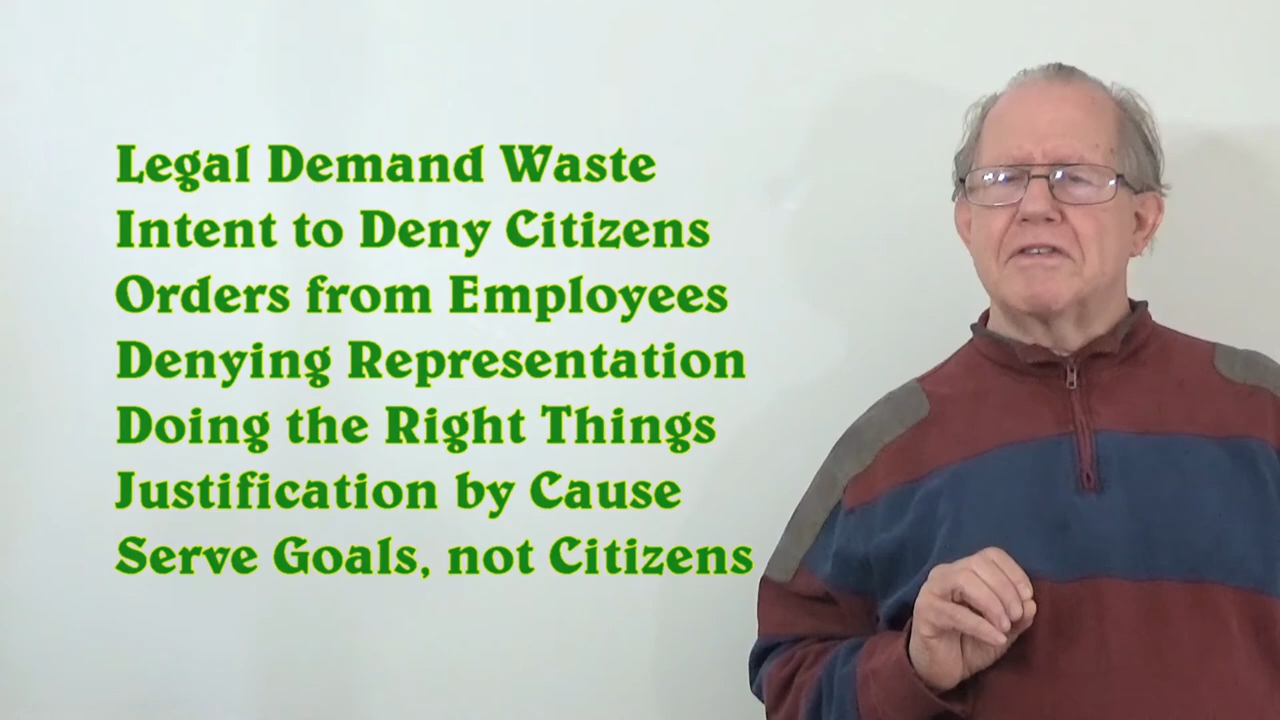 Legal Demand Waste
Intent to Deny Citizens
Orders from Employees
Denying Representation
Doing the Right Things
Justification by Cause
Serve Goals, not Citizens